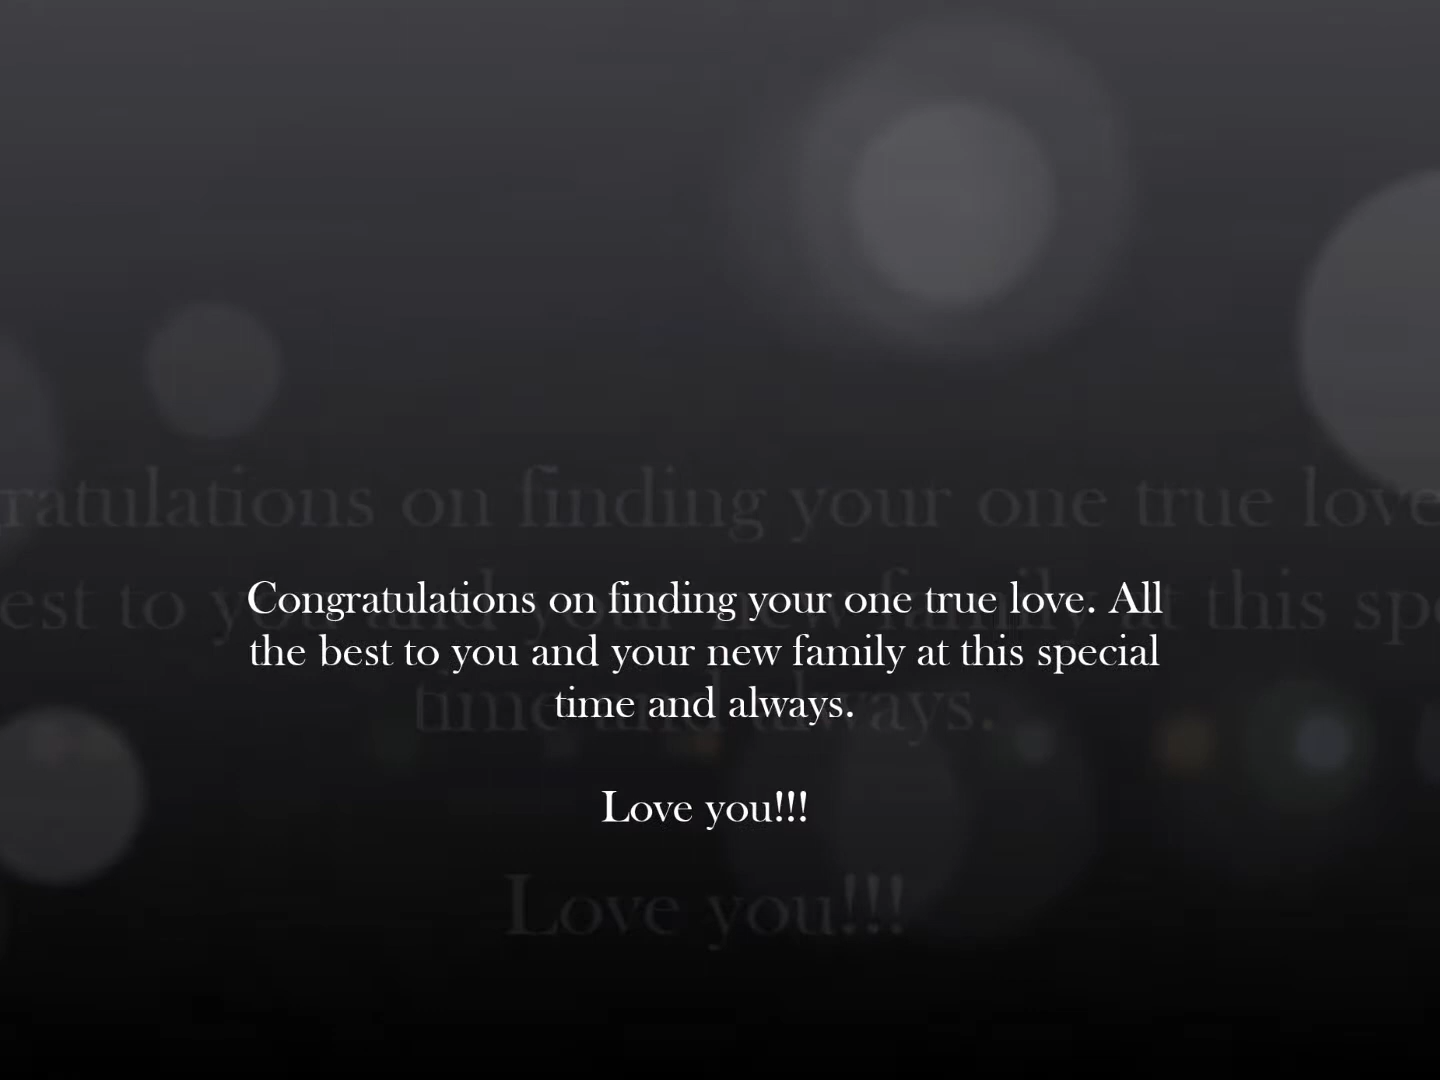 Congratulations on finding your one true love. All
the best to you and your new family at this special
time and always.
Love you!!!